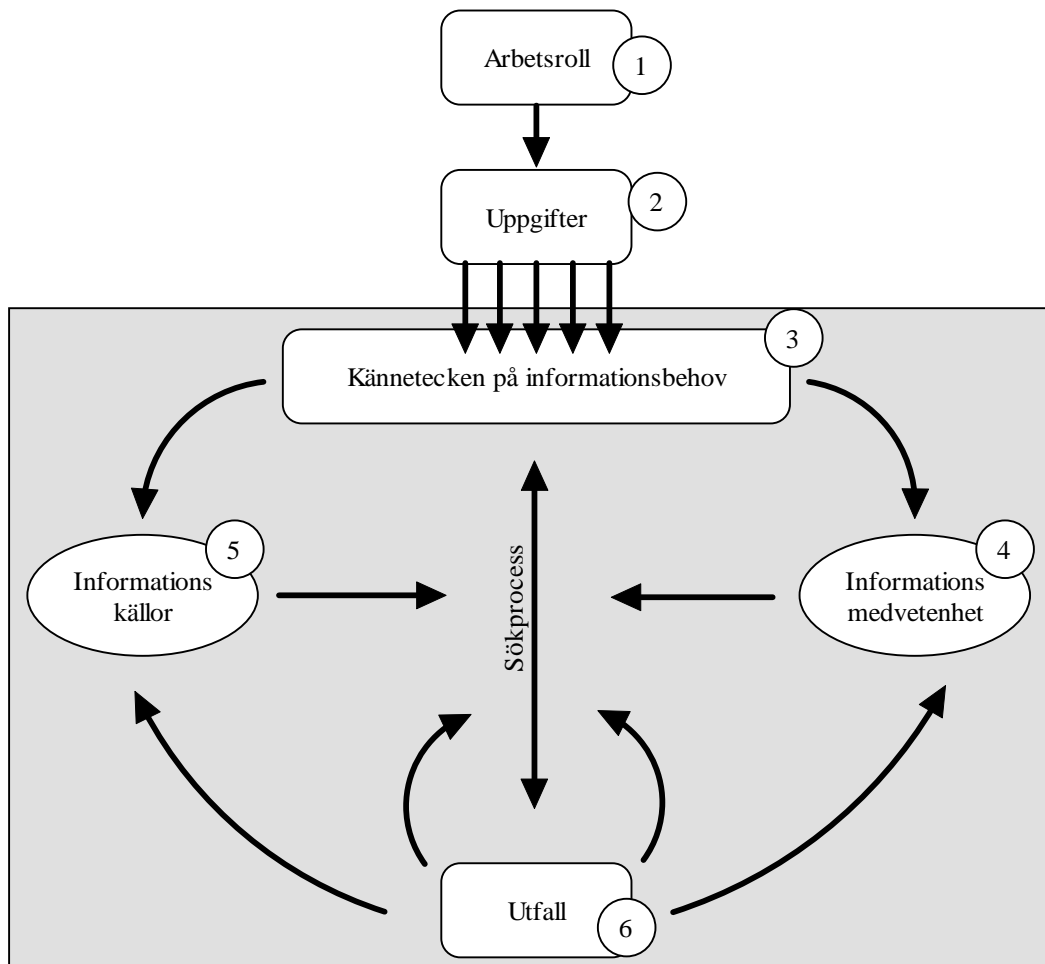 Arbetsroll
1
Uppgifter
2
3
Kännetecken på informationsbehov
5
Informations
källor
Sökprocess
4
Informations
medvetenhet
Utfall
6